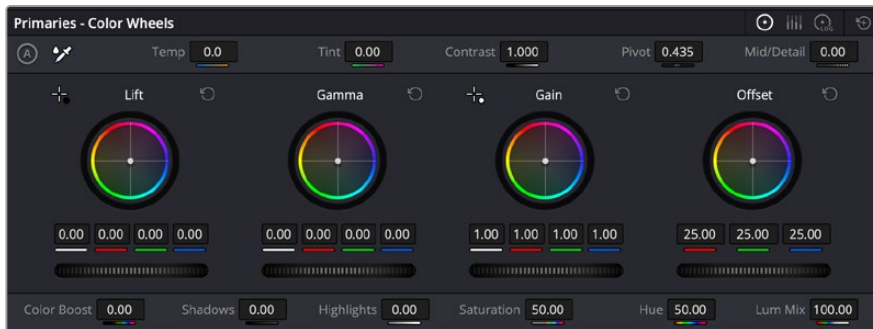 Primaries - Color Wheels
LOG
A Temp 0.0 Tint 0.00 Contrast 1.000 Pivot 0.435 Mid/Detail 0.00
Lift Gamma Gain Offset
0.00 0.00 0.00 0.00 0.00 0.00 0.00 0.00 1.00 1.00 1.00 1.00 25.00 25.00 25.00
Color Boost 0.00 Shadows 0.00 Highlights 0.00 Saturation 50.00 Hue 50.00 Lum Mix 100.00